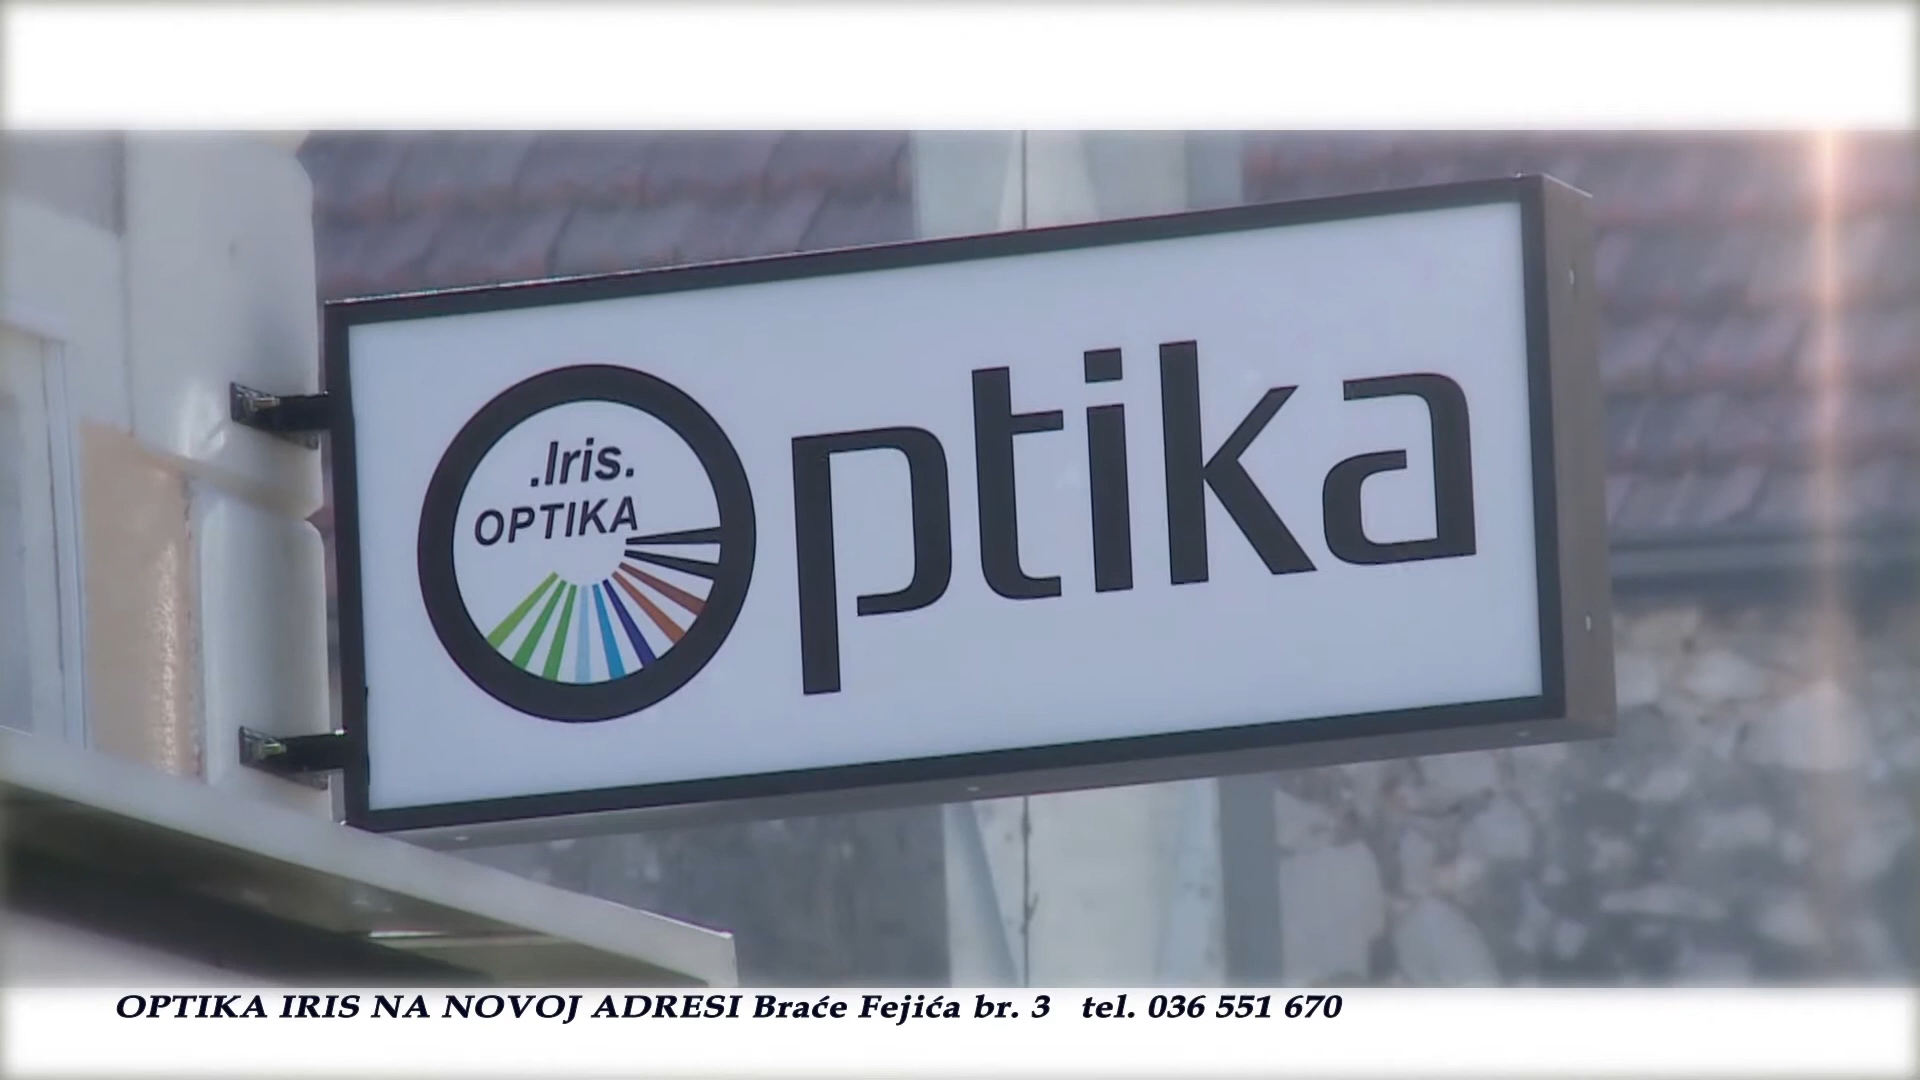 .Iris.
OPTIKA
Optika
OPTIKA IRIS NA NOVOJ ADRESI Braće Fejića br. 3 tel. 036 551 670